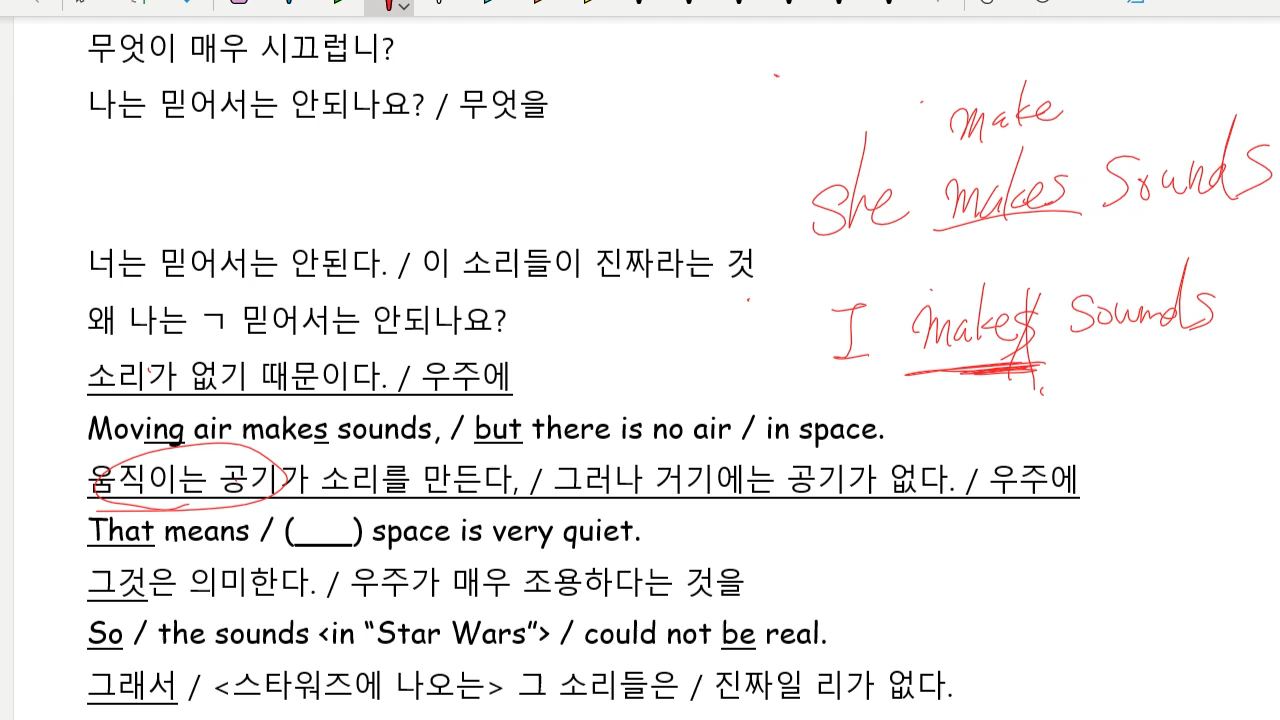 무엇이 매우 시끄럽니?
나는 믿어서는 안되나요? / 무엇을
make
She makes sounds
너는 믿어서는 안된다. / 이 소리들이 진짜라는 것
왜 나는 ㄱ 믿어서는 안되나요?
I makes sounds
소리가 없기 때문이다. / 우주에
Moving air makes sounds, / but there is no air / in space.
움직이는 공기가 소리를 만든다, / 그러나 거기에는 공기가 없다. / 우주에
That means / (___) space is very quiet.
그것은 의미한다. / 우주가 매우 조용하다는 것을
So / the sounds <in “Star Wars”> / could not be real.
그래서 / <스타워즈에 나오는> 그 소리들은 / 진짜일 리가 없다.